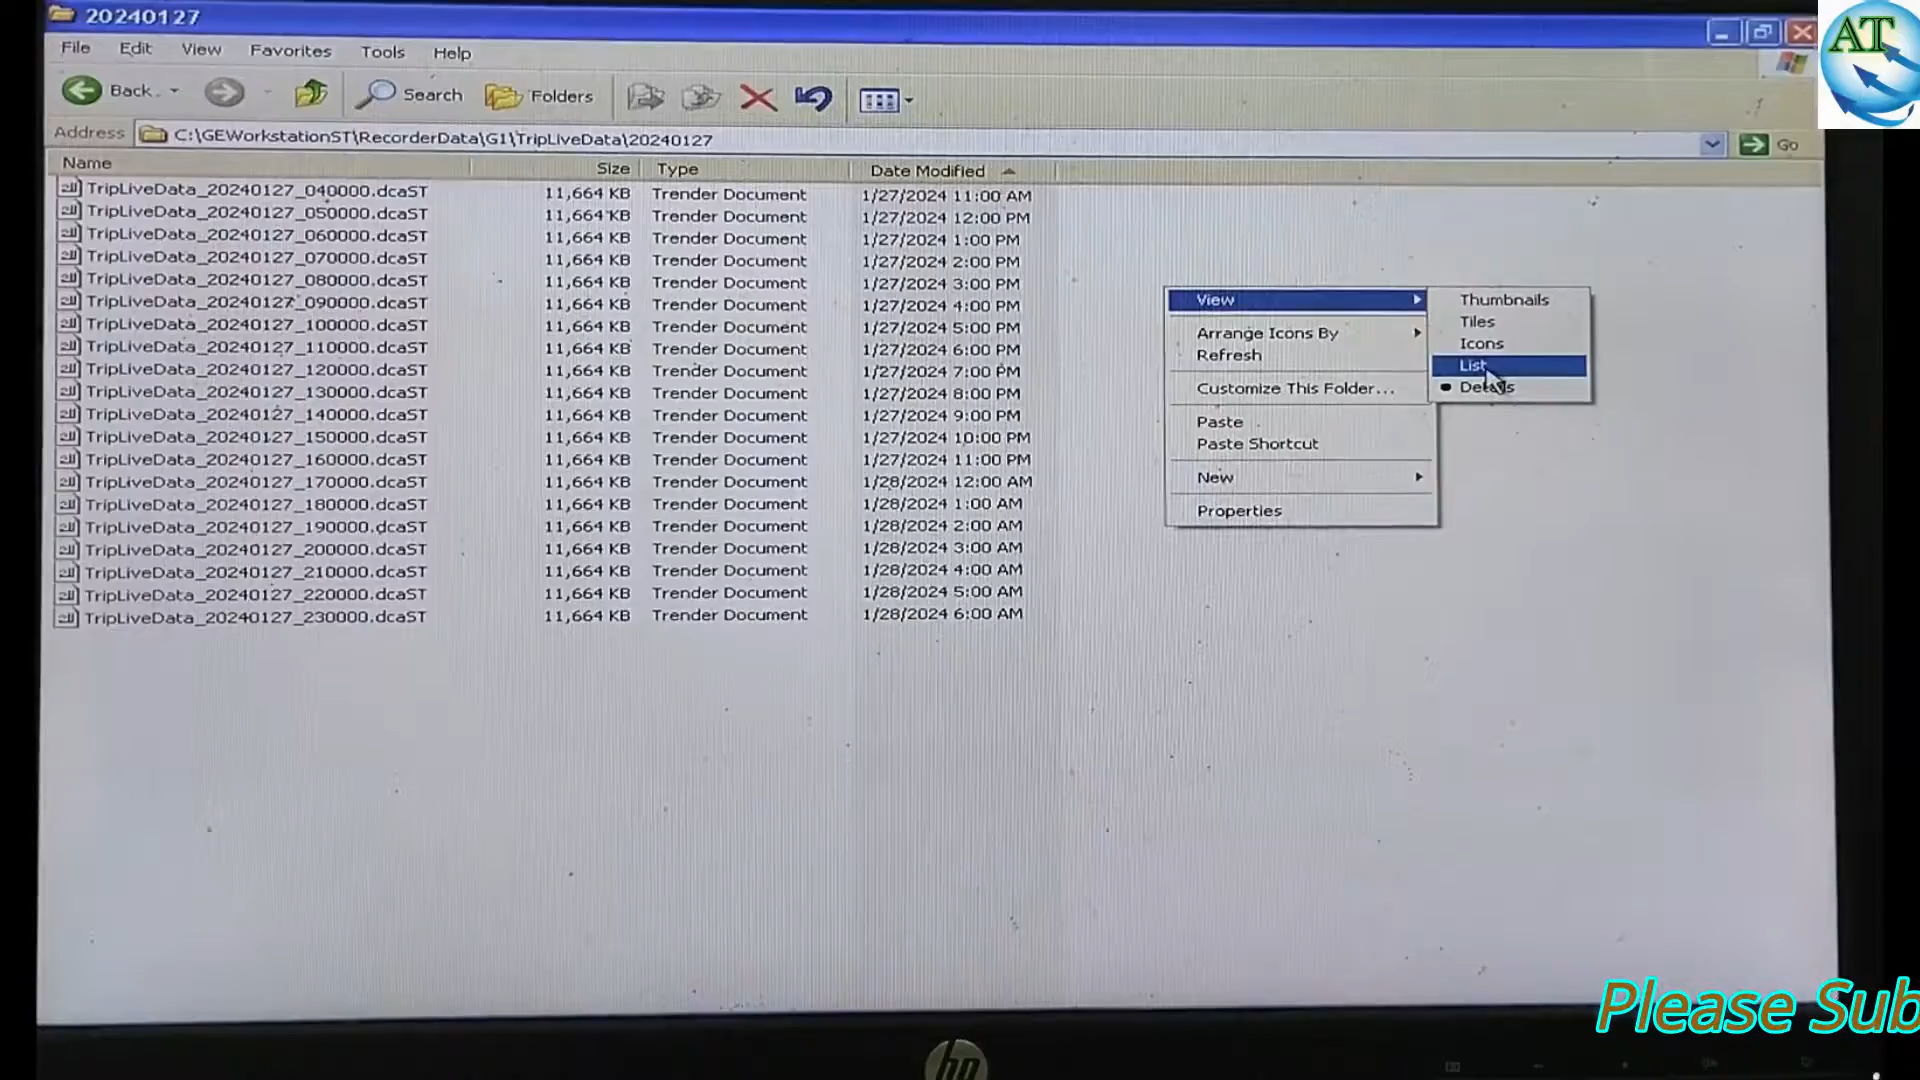 20240127
File Edit View Favorites Tools Help
Back Search Folders
Address C:\GEWorkstationST\RecorderData\G1\TripLiveData\20240127 Go
Name Size Type Date Modified
TripLiveData_20240127_040000.dcaST 11,664 KB Trender Document 1/27/2024 11:00 AM
TripLiveData_20240127_050000.dcaST 11,664 KB Trender Document 1/27/2024 12:00 PM
TripLiveData_20240127_060000.dcaST 11,664 KB Trender Document 1/27/2024 1:00 PM
TripLiveData_20240127_070000.dcaST 11,664 KB Trender Document 1/27/2024 2:00 PM
TripLiveData_20240127_080000.dcaST 11,664 KB Trender Document 1/27/2024 3:00 PM
TripLiveData_20240127_090000.dcaST 11,664 KB Trender Document 1/27/2024 4:00 PM
TripLiveData_20240127_100000.dcaST 11,664 KB Trender Document 1/27/2024 5:00 PM
TripLiveData_20240127_110000.dcaST 11,664 KB Trender Document 1/27/2024 6:00 PM
TripLiveData_20240127_120000.dcaST 11,664 KB Trender Document 1/27/2024 7:00 PM
TripLiveData_20240127_130000.dcaST 11,664 KB Trender Document 1/27/2024 8:00 PM
TripLiveData_20240127_140000.dcaST 11,664 KB Trender Document 1/27/2024 9:00 PM
TripLiveData_20240127_150000.dcaST 11,664 KB Trender Document 1/27/2024 10:00 PM
TripLiveData_20240127_160000.dcaST 11,664 KB Trender Document 1/27/2024 11:00 PM
TripLiveData_20240127_170000.dcaST 11,664 KB Trender Document 1/28/2024 12:00 AM
TripLiveData_20240127_180000.dcaST 11,664 KB Trender Document 1/28/2024 1:00 AM
TripLiveData_20240127_190000.dcaST 11,664 KB Trender Document 1/28/2024 2:00 AM
TripLiveData_20240127_200000.dcaST 11,664 KB Trender Document 1/28/2024 3:00 AM
TripLiveData_20240127_210000.dcaST 11,664 KB Trender Document 1/28/2024 4:00 AM
TripLiveData_20240127_220000.dcaST 11,664 KB Trender Document 1/28/2024 5:00 AM
TripLiveData_20240127_230000.dcaST 11,664 KB Trender Document 1/28/2024 6:00 AM
View
Arrange Icons By
Refresh
Customize This Folder...
Paste
Paste Shortcut
New
Properties
Thumbnails
Tiles
Icons
List
Details
AT
Please Sub
hp